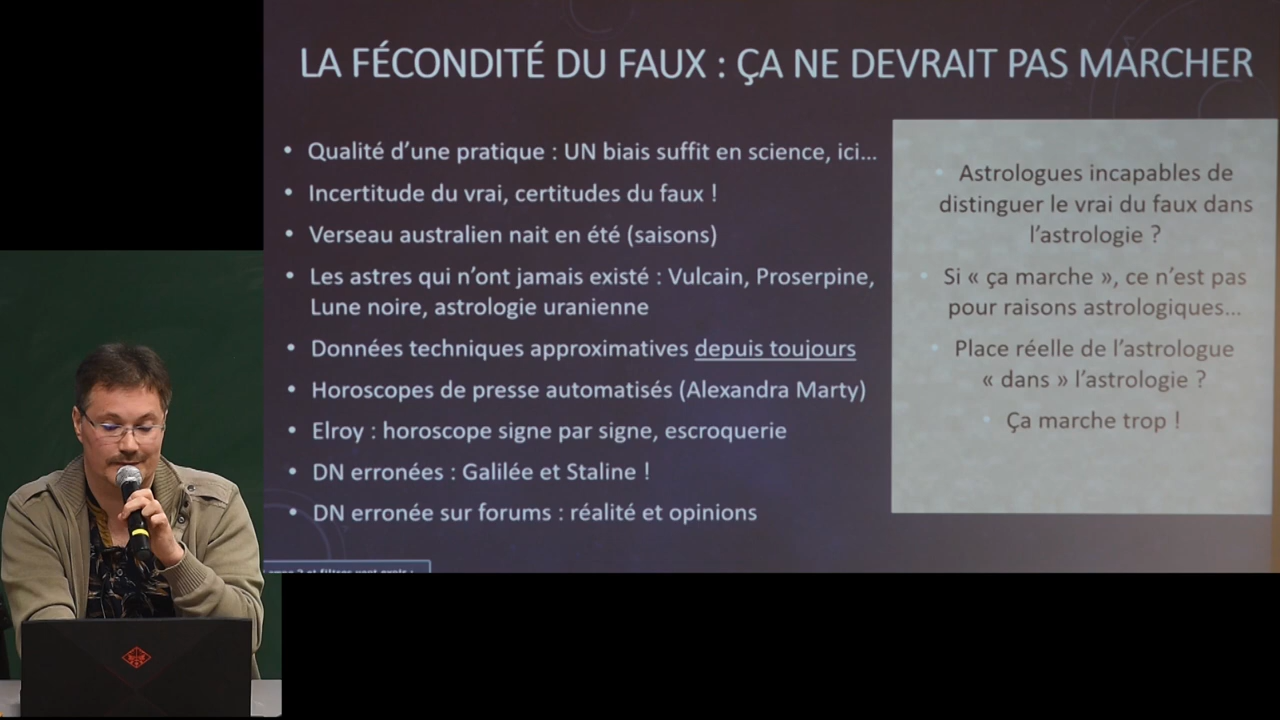 LA FÉCONDITÉ DU FAUX : ÇA NE DEVRAIT PAS MARCHER
• Qualité d'une pratique : UN biais suffit en science, ici...
• Incertitude du vrai, certitudes du faux !
• Verseau australien nait en été (saisons)
• Les astres qui n'ont jamais existé : Vulcain, Proserpine,
Lune noire, astrologie uranienne
• Données techniques approximatives depuis toujours
• Horoscopes de presse automatisés (Alexandra Marty)
• Elroy : horoscope signe par signe, escroquerie
• DN erronées : Galilée et Staline !
• DN erronée sur forums : réalité et opinions
• Astrologues incapables de
distinguer le vrai du faux dans
l'astrologie ?
• Si « ça marche », ce n'est pas
pour raisons astrologiques...
• Place réelle de l'astrologue
« dans » l'astrologie ?
• Ça marche trop !